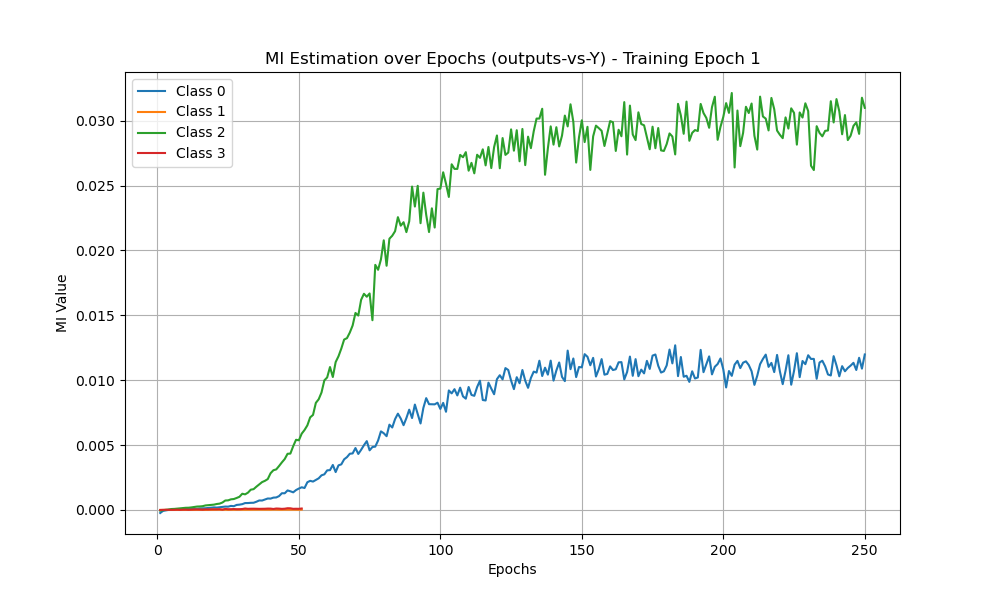 MI Estimation over Epochs (outputs-vs-Y) - Training Epoch 1
Class 0
Class 1
Class 2
Class 3
0.030
0.025
0.020
0.015
0.010
0.005
0.000
MI Value
0
50
100
150
200
250
Epochs